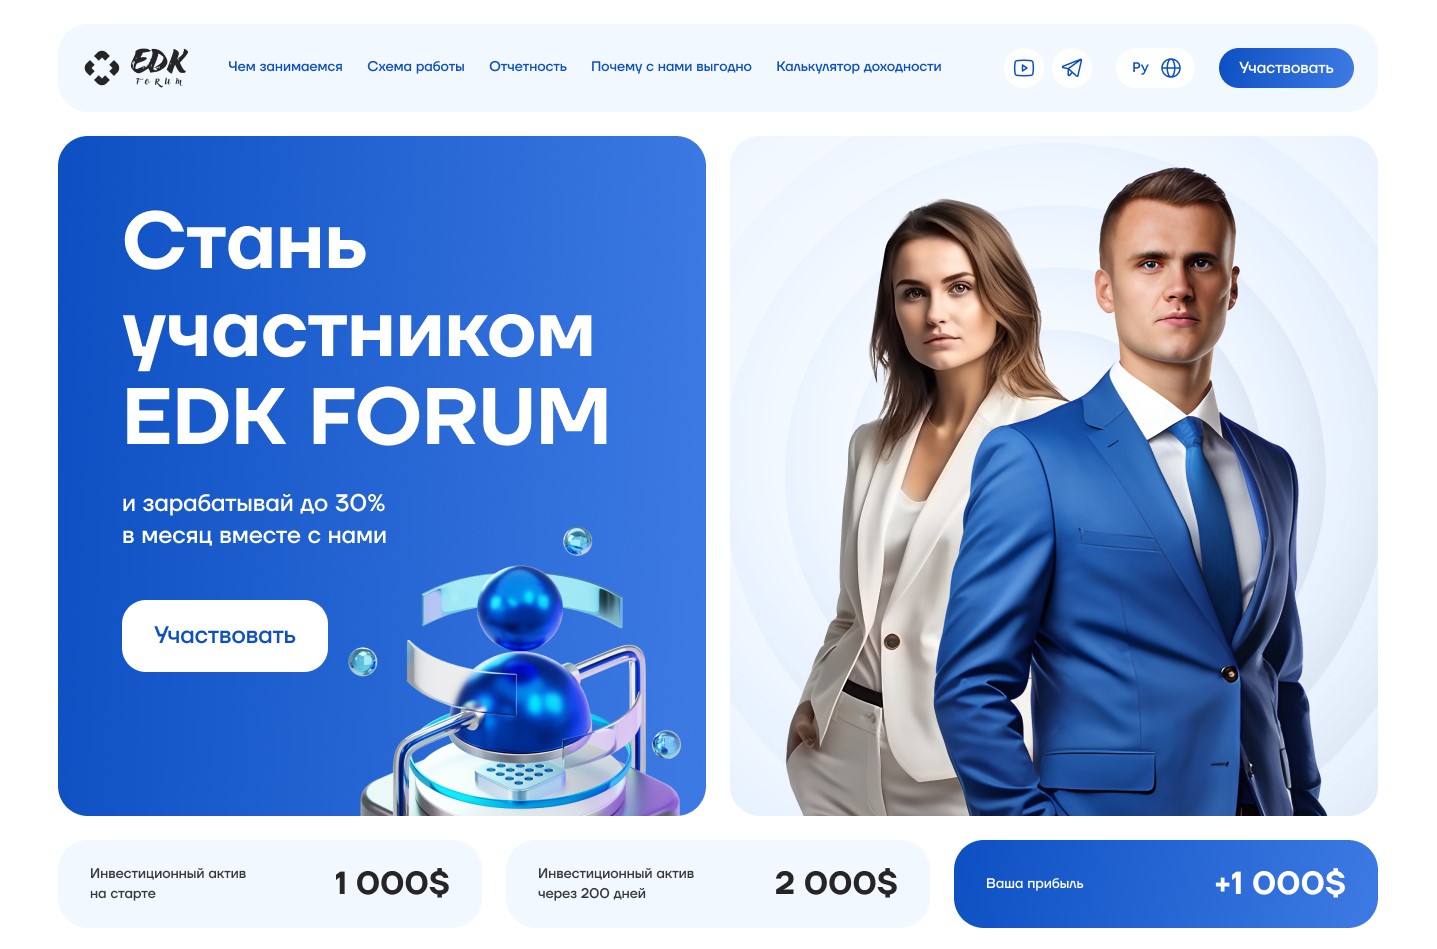 EDK
FORUM
Чем занимаемся
Схема работы
Отчетность
Почему с нами выгодно
Калькулятор доходности
Ру
Участвовать
Стань
участником
EDK FORUM
и зарабатывай до 30%
в месяц вместе с нами
Участвовать
Инвестиционный актив
на старте
1 000$
Инвестиционный актив
через 200 дней
2 000$
Ваша прибыль
+1 000$